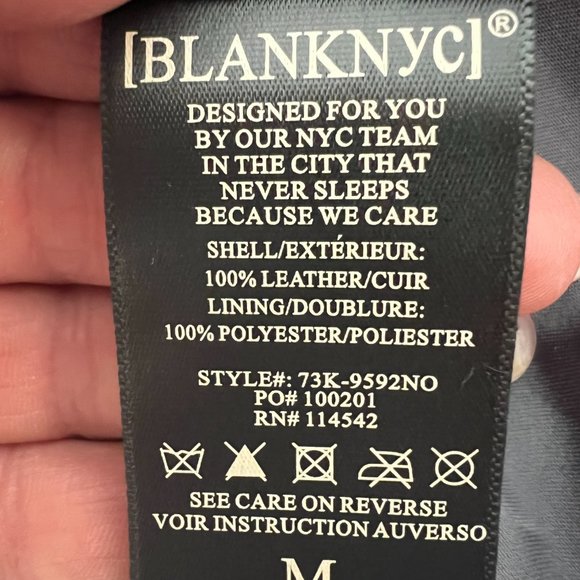 [BLANKNYC]®
DESIGNED FOR YOU
BY OUR NYC TEAM
IN THE CITY THAT
NEVER SLEEPS
BECAUSE WE CARE
SHELL/EXTÉRIEUR:
100% LEATHER/CUIR
LINING/DOUBLURE:
100% POLYESTER/POLIESTER
STYLE#: 73K-9592NO
PO# 100201
RN# 114542
SEE CARE ON REVERSE
VOIR INSTRUCTION AUVERSO
M